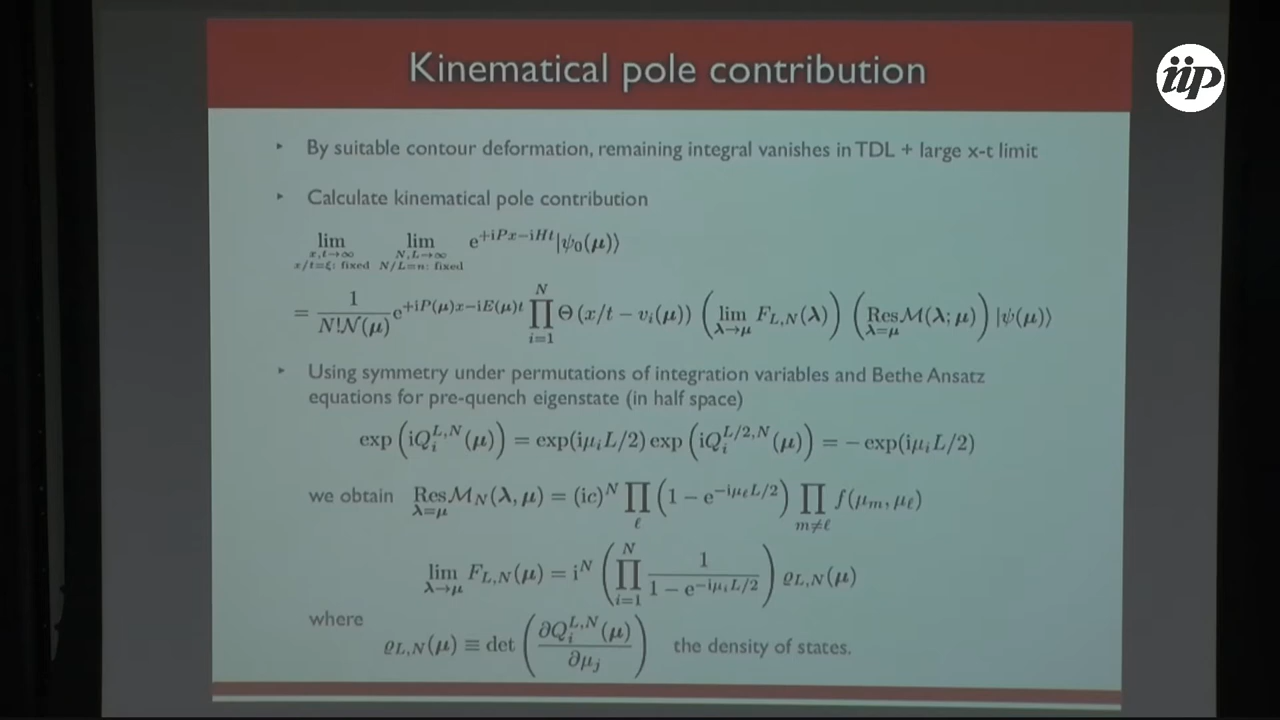 Kinematical pole contribution
iip
‣ By suitable contour deformation, remaining integral vanishes in TDL + large x-t limit
‣ Calculate kinematical pole contribution
lim_{x,t→∞, x/t=ξ: fixed} lim_{N,L→∞, N/L=n: fixed} e^{+iPx−iHt}|ψ₀(μ)⟩
= 1/(N!𝒩(μ)) e^{+iP(μ)x−iE(μ)t} ∏_{i=1}^{N} Θ (x/t − v_i(μ)) (lim_{λ→μ} F_{L,N}(λ)) (Res_{λ=μ} ℳ(λ; μ)) |ψ(μ)⟩
‣ Using symmetry under permutations of integration variables and Bethe Ansatz
equations for pre-quench eigenstate (in half space)
exp (iQ_i^{L,N}(μ)) = exp(iμ_i L/2) exp (iQ_i^{L/2,N}(μ)) = − exp(iμ_i L/2)
we obtain Res_{λ=μ} ℳ_N(λ, μ) = (ic)^N ∏_ℓ (1 − e^{−iμ_ℓ L/2}) ∏_{m≠ℓ} f(μ_m, μ_ℓ)
lim_{λ→μ} F_{L,N}(μ) = i^N (∏_{i=1}^{N} 1/(1 − e^{−iμ_i L/2})) ϱ_{L,N}(μ)
where
ϱ_{L,N}(μ) ≡ det (∂Q_i^{L,N}(μ)/∂μ_j) the density of states.